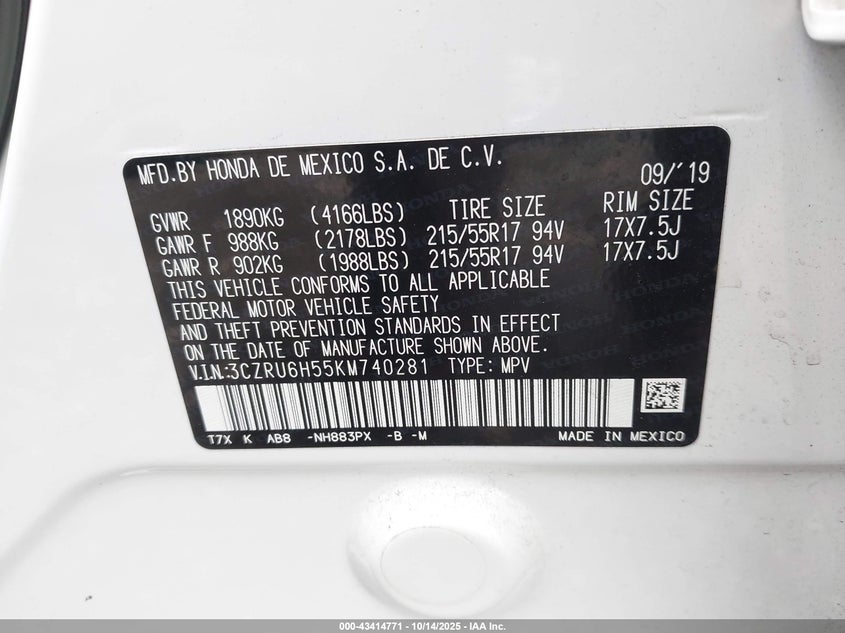 MFD.BY HONDA DE MEXICO S.A. DE C.V. 09/'19
GVWR 1890KG (4166LBS) TIRE SIZE RIM SIZE
GAWR F 988KG (2178LBS) 215/55R17 94V 17X7.5J
GAWR R 902KG (1988LBS) 215/55R17 94V 17X7.5J
THIS VEHICLE CONFORMS TO ALL APPLICABLE
FEDERAL MOTOR VEHICLE SAFETY
AND THEFT PREVENTION STANDARDS IN EFFECT
ON THE DATE OF MANUFACTURE SHOWN ABOVE.
V.I.N:3CZRU6H55KM740281 TYPE: MPV
T7X K AB8 -NH883PX -B -M MADE IN MEXICO
000-43414771 | 10/14/2025 - IAA Inc.